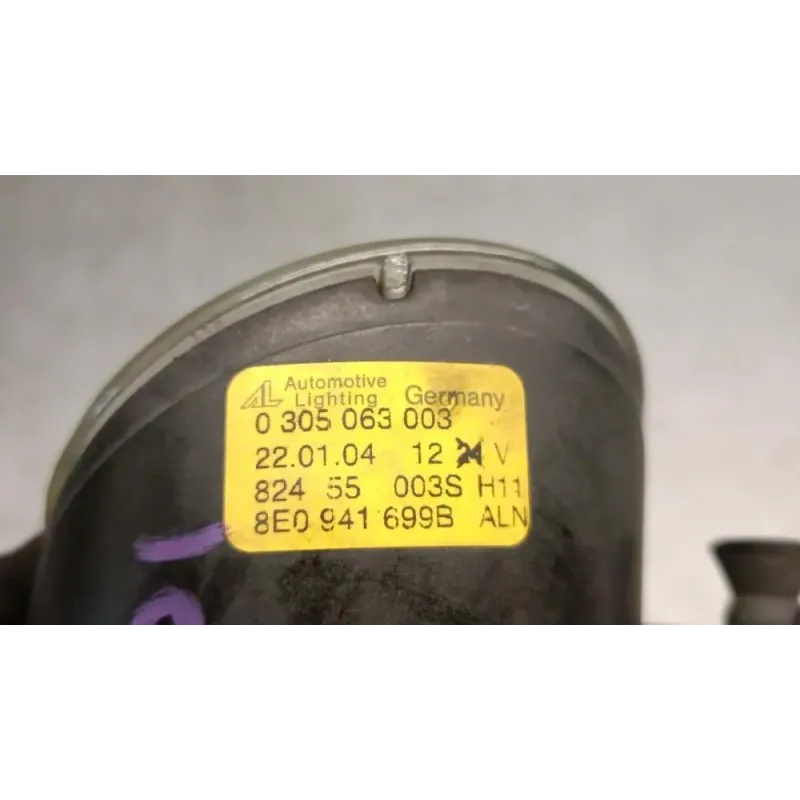 AL Automotive
Lighting Germany
0 305 063 003
22.01.04 12 24 V
824 55 003S H11
8E0 941 699B ALN